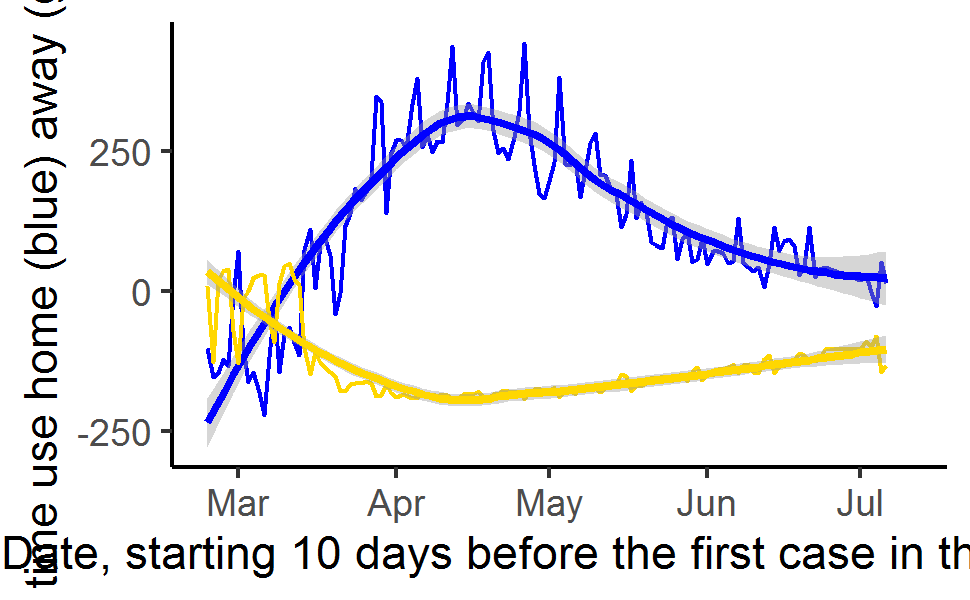 time use home (blue) away (
250
0
-250
Mar Apr May Jun Jul
Date, starting 10 days before the first case in th